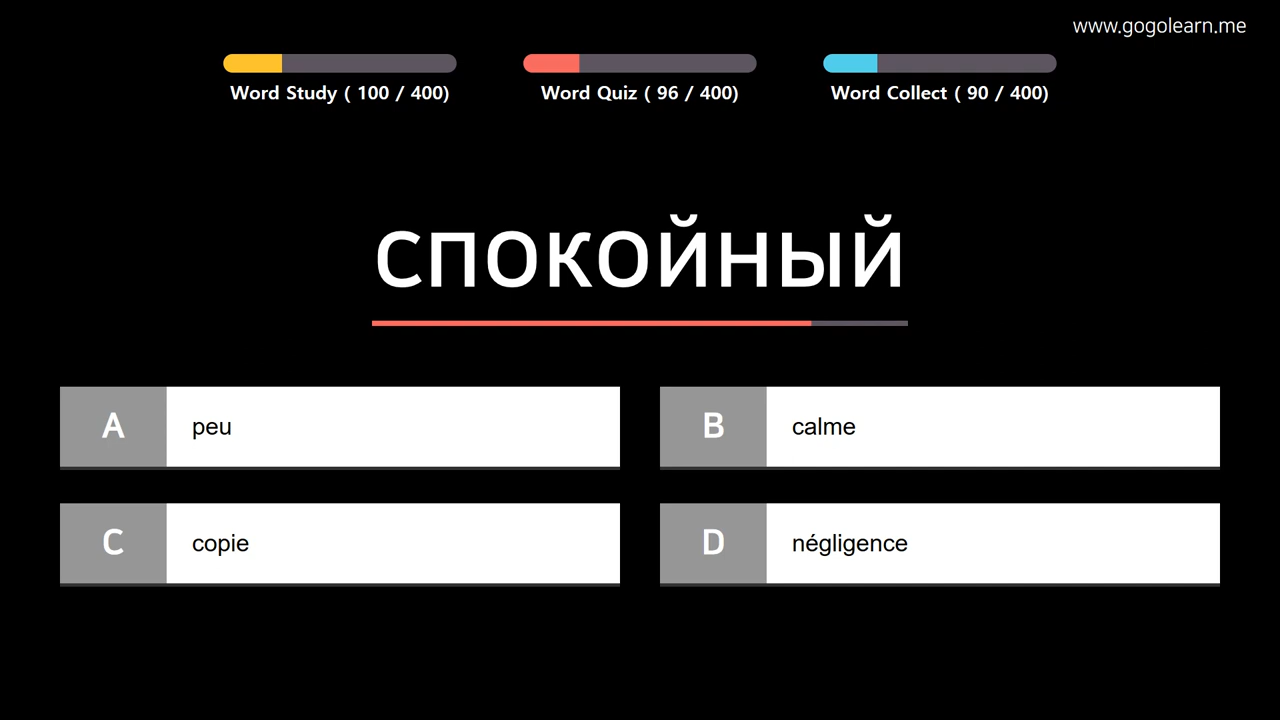 www.gogolearn.me
Word Study ( 100 / 400)
Word Quiz ( 96 / 400)
Word Collect ( 90 / 400)
спокойный
A peu
B calme
C copie
D négligence